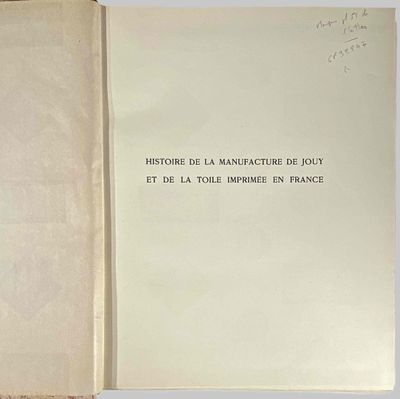 HISTOIRE DE LA MANUFACTURE DE JOUY
ET DE LA TOILE IMPRIMÉE EN FRANCE